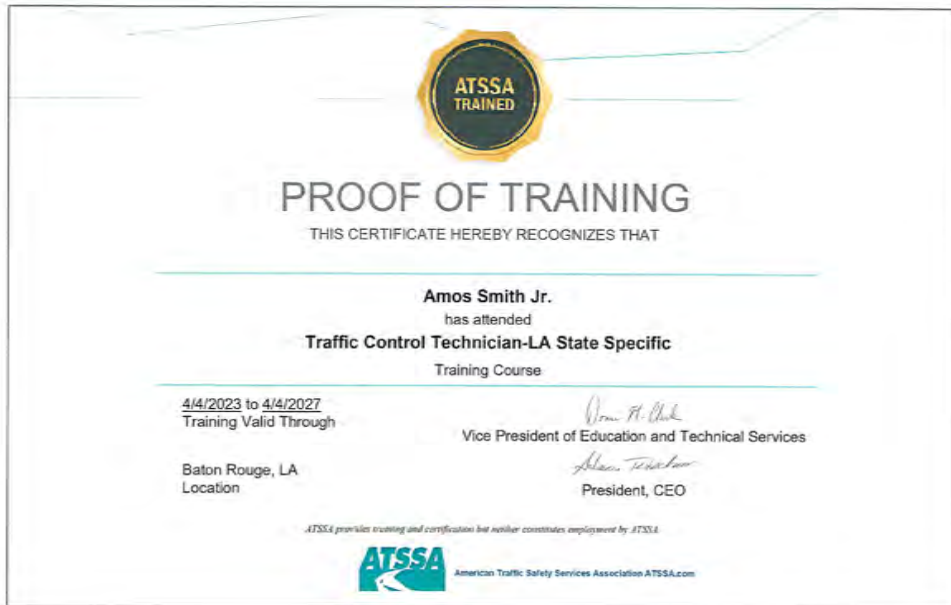 ATSSA
TRAINED
PROOF OF TRAINING
THIS CERTIFICATE HEREBY RECOGNIZES THAT
Amos Smith Jr.
has attended
Traffic Control Technician-LA State Specific
Training Course
4/4/2023 to 4/4/2027
Training Valid Through
Vice President of Education and Technical Services
Baton Rouge, LA
Location
President, CEO
ATSSA provides training and certification but neither constitutes employment by ATSSA
ATSSA
American Traffic Safety Services Association ATSSA.com